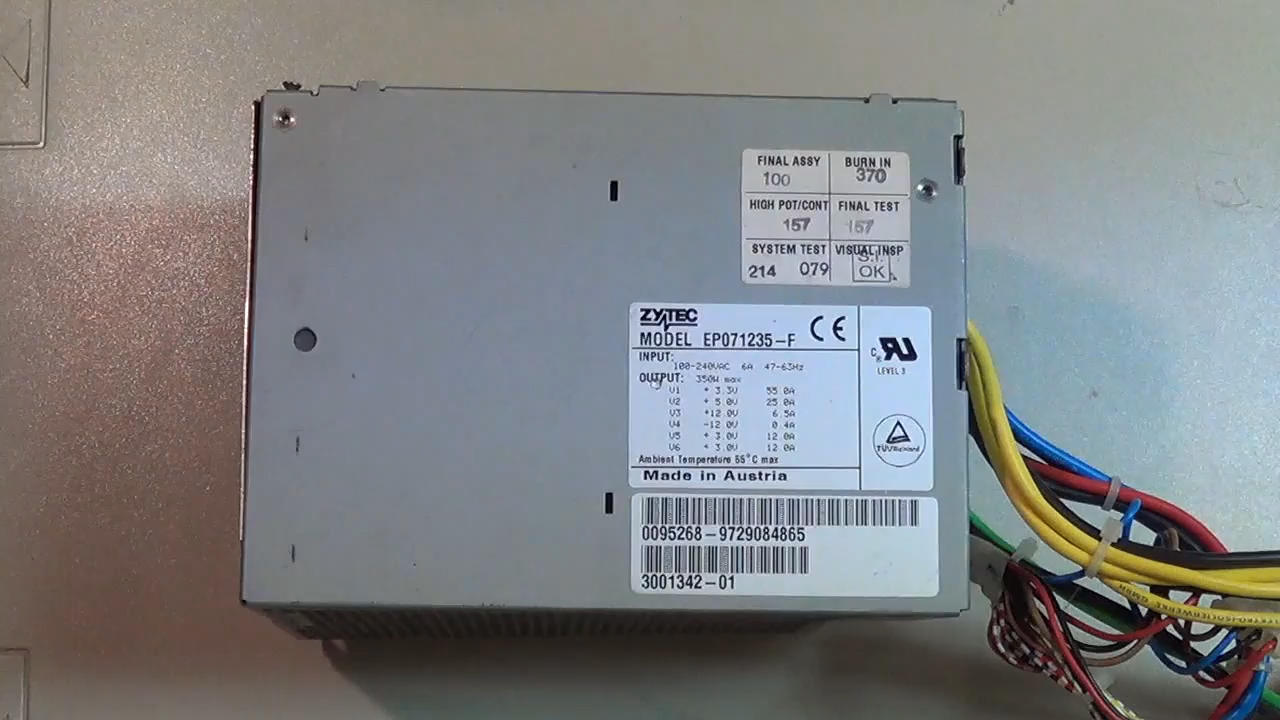 FINAL ASSY BURN IN
100 370
HIGH POT/CONT FINAL TEST
157 157
SYSTEM TEST VISUAL INSP
214 079 S.I. OK
ZYTEC
MODEL EP071235-F CE
INPUT:
100-240VAC 6A 47-63Hz
OUTPUT: 350W max
V1 + 3.3V 55.0A
V2 + 5.0V 25.0A
V3 +12.0V 6.5A
V4 -12.0V 0.4A
V5 + 3.0V 12.0A
V6 + 3.0V 12.0A
Ambient Temperature 55°C max
Made in Austria
C RU
LEVEL 3
TÜV Rheinland
0095268-9729084865
3001342-01